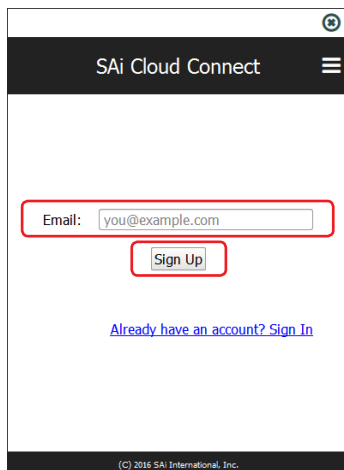 SAi Cloud Connect
Email: you@example.com
Sign Up
Already have an account? Sign In
(C) 2016 SAi International, Inc.